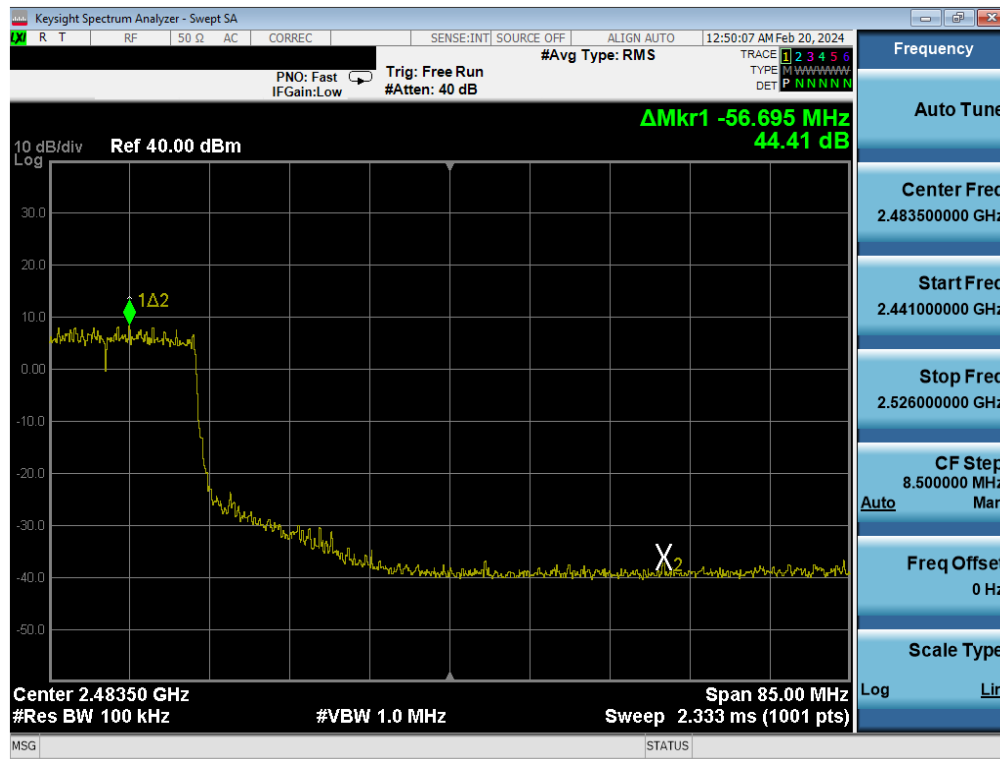 Keysight Spectrum Analyzer - Swept SA
LXI R T RF 50 Ω AC CORREC SENSE:INT SOURCE OFF ALIGN AUTO 12:50:07 AM Feb 20, 2024
#Avg Type: RMS
TRACE 1 2 3 4 5 6
PNO: Fast Trig: Free Run
TYPE M W W W W W
IFGain:Low #Atten: 40 dB
DET P N N N N N
ΔMkr1 -56.695 MHz
44.41 dB
10 dB/div Ref 40.00 dBm
Log
30.0
20.0
1Δ2
10.0
0.00
-10.0
-20.0
-30.0
X2
-40.0
-50.0
Center 2.48350 GHz Span 85.00 MHz
#Res BW 100 kHz #VBW 1.0 MHz Sweep 2.333 ms (1001 pts)
MSG STATUS
Frequency
Auto Tune
Center Freq
2.483500000 GHz
Start Freq
2.441000000 GHz
Stop Freq
2.526000000 GHz
CF Step
8.500000 MHz
Auto Man
Freq Offset
0 Hz
Scale Type
Log Lin